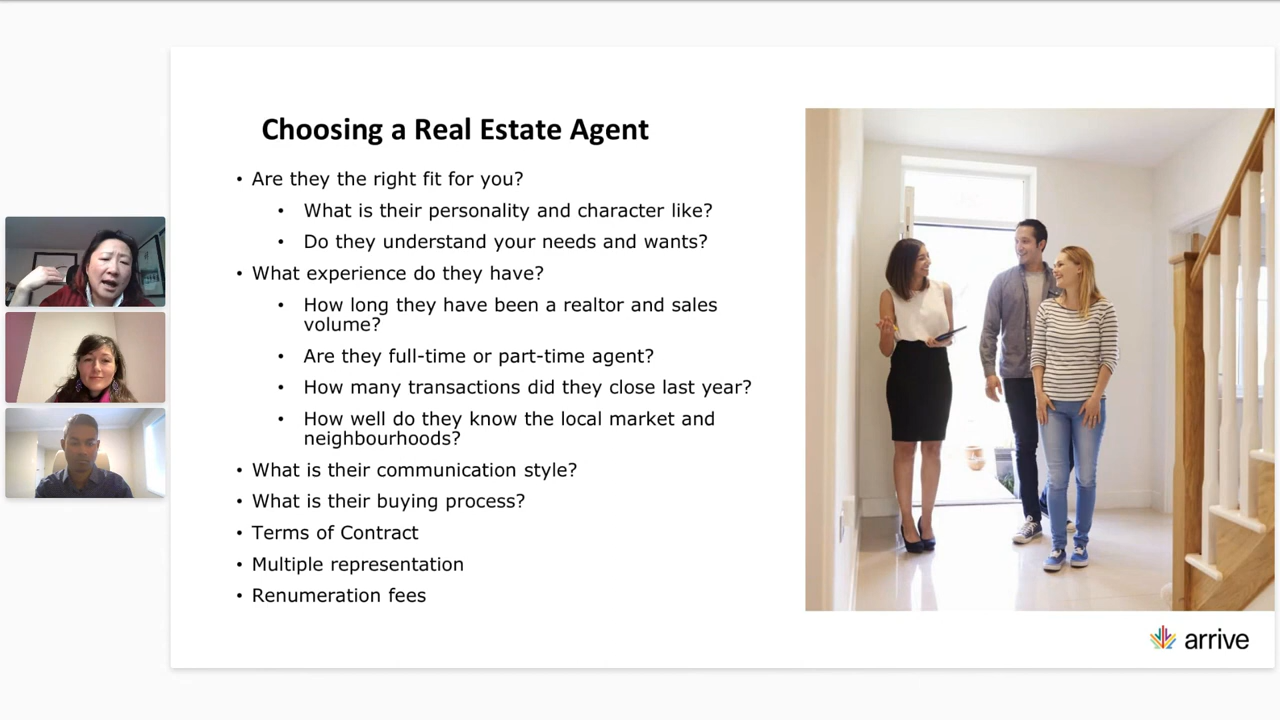 Choosing a Real Estate Agent
• Are they the right fit for you?
• What is their personality and character like?
• Do they understand your needs and wants?
• What experience do they have?
• How long they have been a realtor and sales
volume?
• Are they full-time or part-time agent?
• How many transactions did they close last year?
• How well do they know the local market and
neighbourhoods?
• What is their communication style?
• What is their buying process?
• Terms of Contract
• Multiple representation
• Renumeration fees
arrive